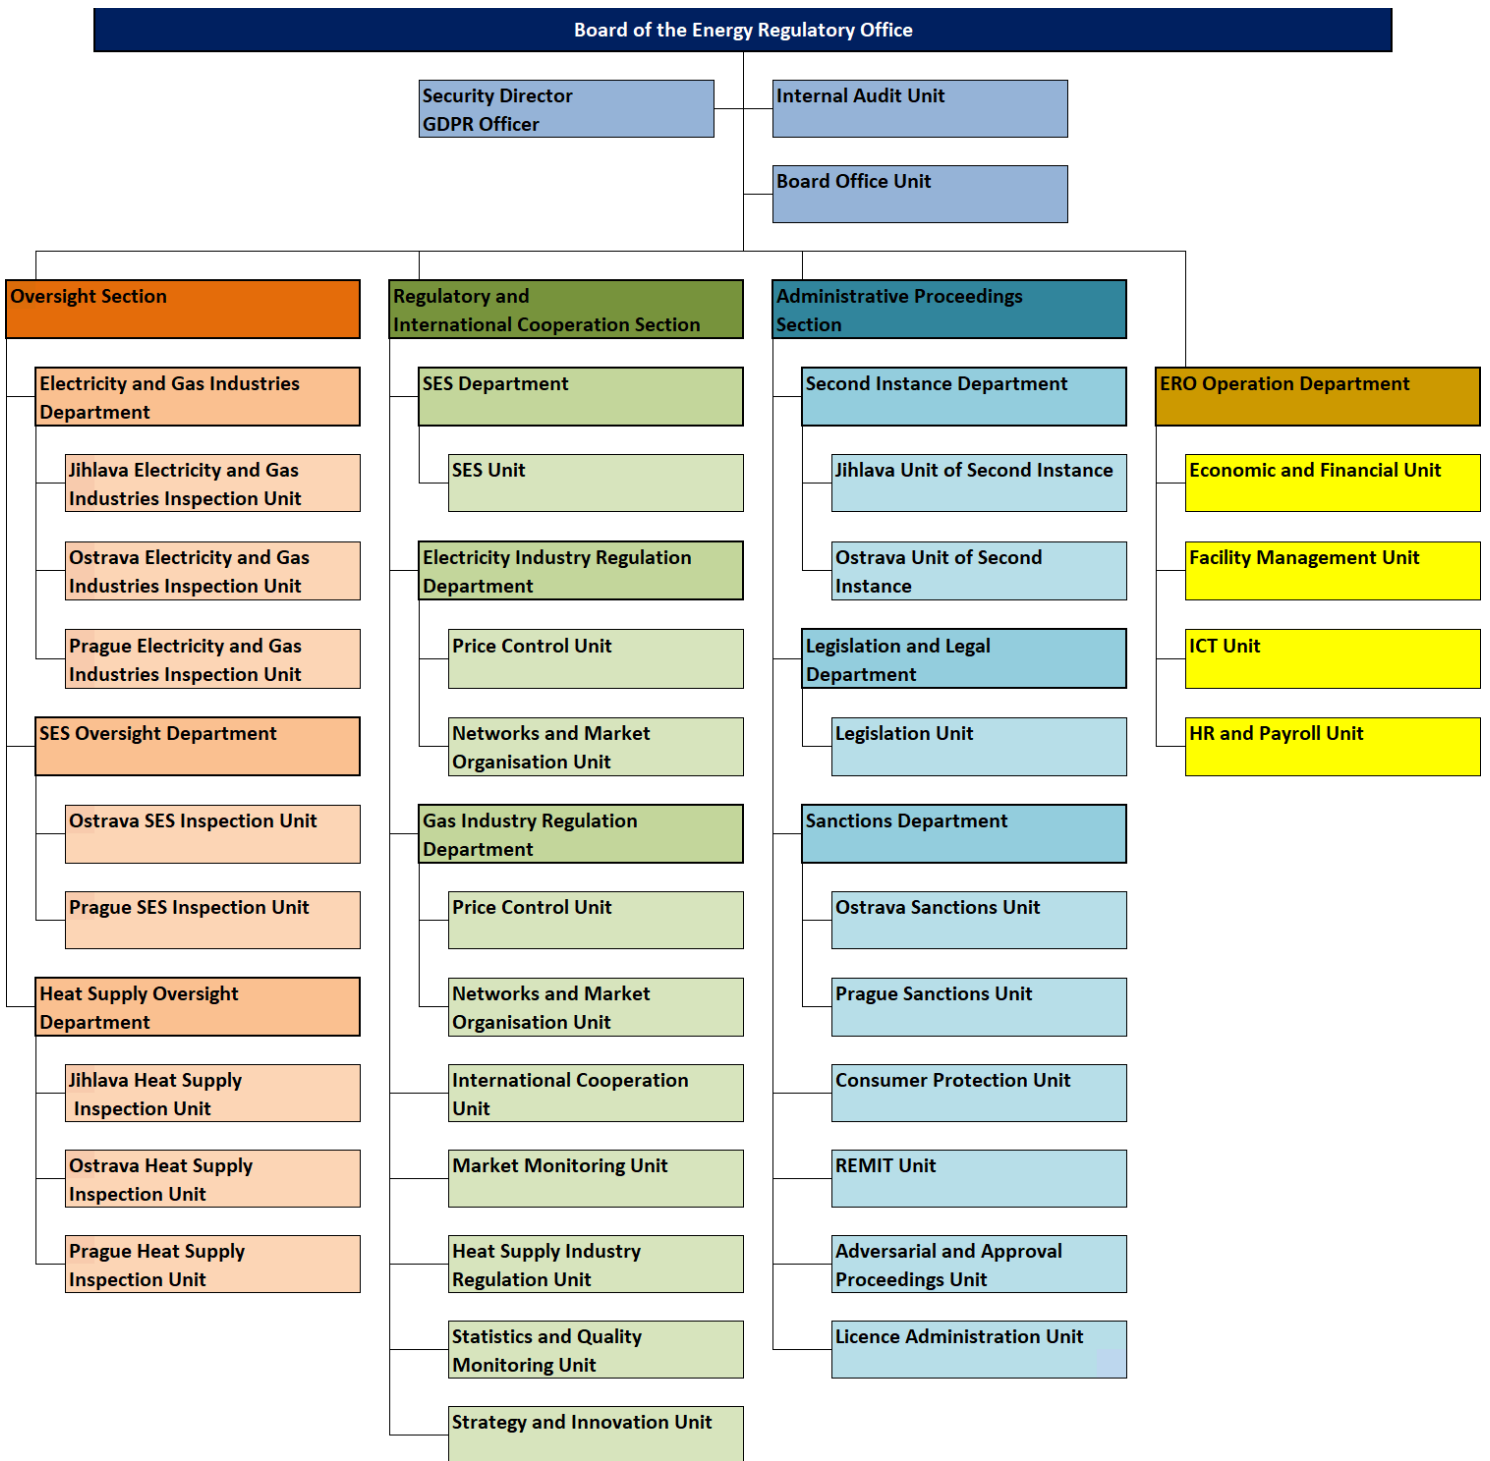 Board of the Energy Regulatory Office
Security Director
GDPR Officer
Internal Audit Unit
Board Office Unit
Oversight Section
Electricity and Gas Industries
Department
Jihlava Electricity and Gas
Industries Inspection Unit
Ostrava Electricity and Gas
Industries Inspection Unit
Prague Electricity and Gas
Industries Inspection Unit
SES Oversight Department
Ostrava SES Inspection Unit
Prague SES Inspection Unit
Heat Supply Oversight
Department
Jihlava Heat Supply
Inspection Unit
Ostrava Heat Supply
Inspection Unit
Prague Heat Supply
Inspection Unit
Regulatory and
International Cooperation Section
SES Department
SES Unit
Electricity Industry Regulation
Department
Price Control Unit
Networks and Market
Organisation Unit
Gas Industry Regulation
Department
Price Control Unit
Networks and Market
Organisation Unit
International Cooperation
Unit
Market Monitoring Unit
Heat Supply Industry
Regulation Unit
Statistics and Quality
Monitoring Unit
Strategy and Innovation Unit
Administrative Proceedings
Section
Second Instance Department
Jihlava Unit of Second Instance
Ostrava Unit of Second
Instance
Legislation and Legal
Department
Legislation Unit
Sanctions Department
Ostrava Sanctions Unit
Prague Sanctions Unit
Consumer Protection Unit
REMIT Unit
Adversarial and Approval
Proceedings Unit
Licence Administration Unit
ERO Operation Department
Economic and Financial Unit
Facility Management Unit
ICT Unit
HR and Payroll Unit